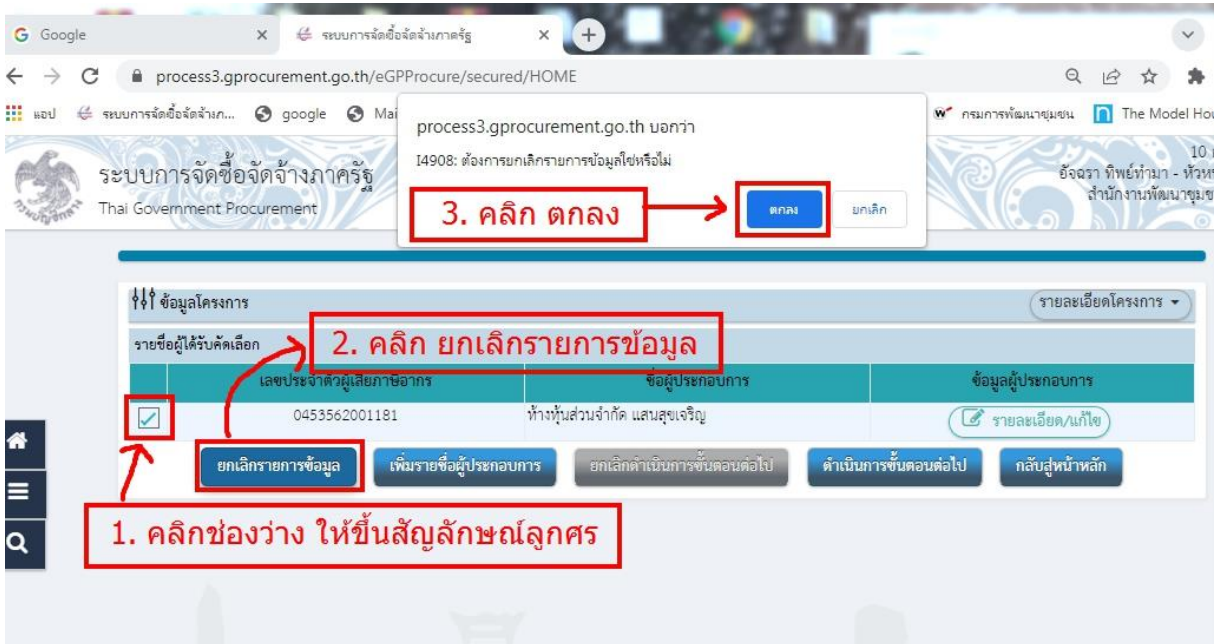 Google
ระบบการจัดซื้อจัดจ้างภาครัฐ
process3.gprocurement.go.th/eGPProcure/secured/HOME
แอป ระบบการจัดซื้อจัดจ้างภ... google Mai
กรมการพัฒนาชุมชน The Model Hou
process3.gprocurement.go.th บอกว่า
I4908: ต้องการยกเลิกรายการข้อมูลใช่หรือไม่
3. คลิก ตกลง
ตกลง ยกเลิก
ระบบการจัดซื้อจัดจ้างภาครัฐ
Thai Government Procurement
10
อัจฉรา ทิพย์ทำมา - หัวห
สำนักงานพัฒนาชุมช
ข้อมูลโครงการ
รายละเอียดโครงการ
รายชื่อผู้ได้รับคัดเลือก
2. คลิก ยกเลิกรายการข้อมูล
เลขประจำตัวผู้เสียภาษีอากร ชื่อผู้ประกอบการ ข้อมูลผู้ประกอบการ
0453562001181 ห้างหุ้นส่วนจำกัด แสนสุขเจริญ รายละเอียด/แก้ไข
ยกเลิกรายการข้อมูล เพิ่มรายชื่อผู้ประกอบการ ยกเลิกดำเนินการขั้นตอนต่อไป ดำเนินการขั้นตอนต่อไป กลับสู่หน้าหลัก
1. คลิกช่องว่าง ให้ขึ้นสัญลักษณ์ลูกศร